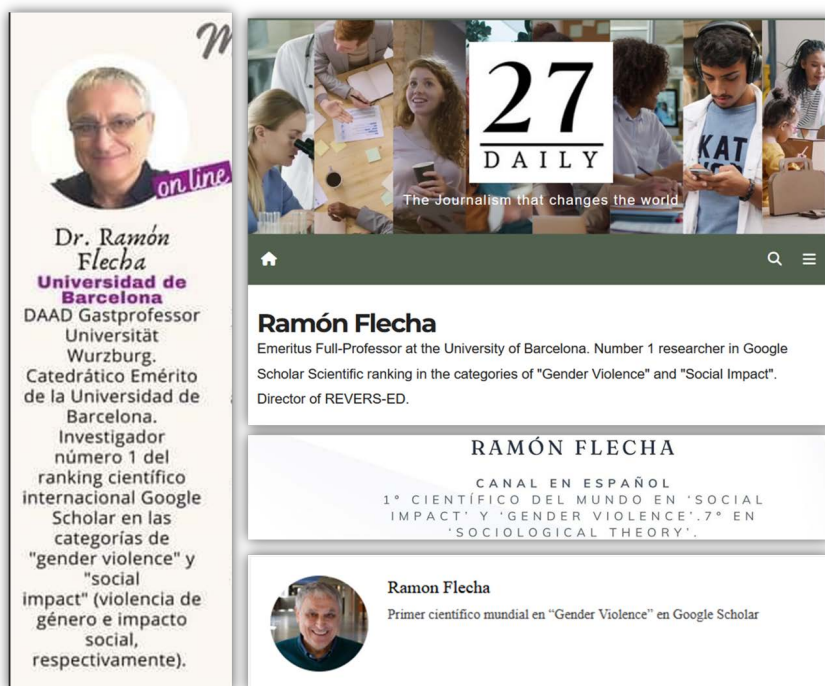 on line
Dr. Ramón
Flecha
Universidad de
Barcelona
DAAD Gastprofessor
Universität
Wurzburg.
Catedrático Emérito
de la Universidad de
Barcelona.
Investigador
número 1 del
ranking científico
internacional Google
Scholar en las
categorías de
"gender violence" y
"social
impact" (violencia de
género e impacto
social,
respectivamente).
27
DAILY
The Journalism that changes the world
KAT
Ramón Flecha
Emeritus Full-Professor at the University of Barcelona. Number 1 researcher in Google
Scholar Scientific ranking in the categories of "Gender Violence" and "Social Impact".
Director of REVERS-ED.
RAMÓN FLECHA
CANAL EN ESPAÑOL
1º CIENTÍFICO DEL MUNDO EN 'SOCIAL
IMPACT' Y 'GENDER VIOLENCE'.7º EN
'SOCIOLOGICAL THEORY'.
Ramon Flecha
Primer científico mundial en “Gender Violence” en Google Scholar